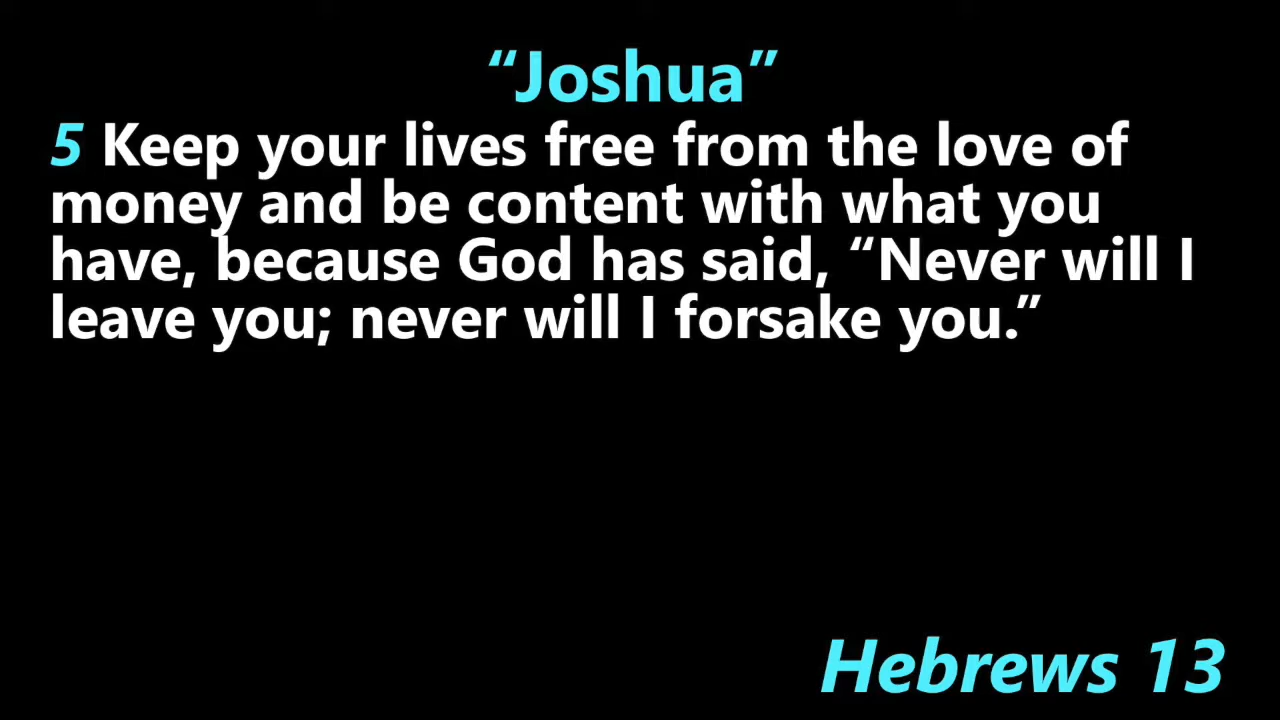 “Joshua”
5 Keep your lives free from the love of
money and be content with what you
have, because God has said, “Never will I
leave you; never will I forsake you.”
Hebrews 13